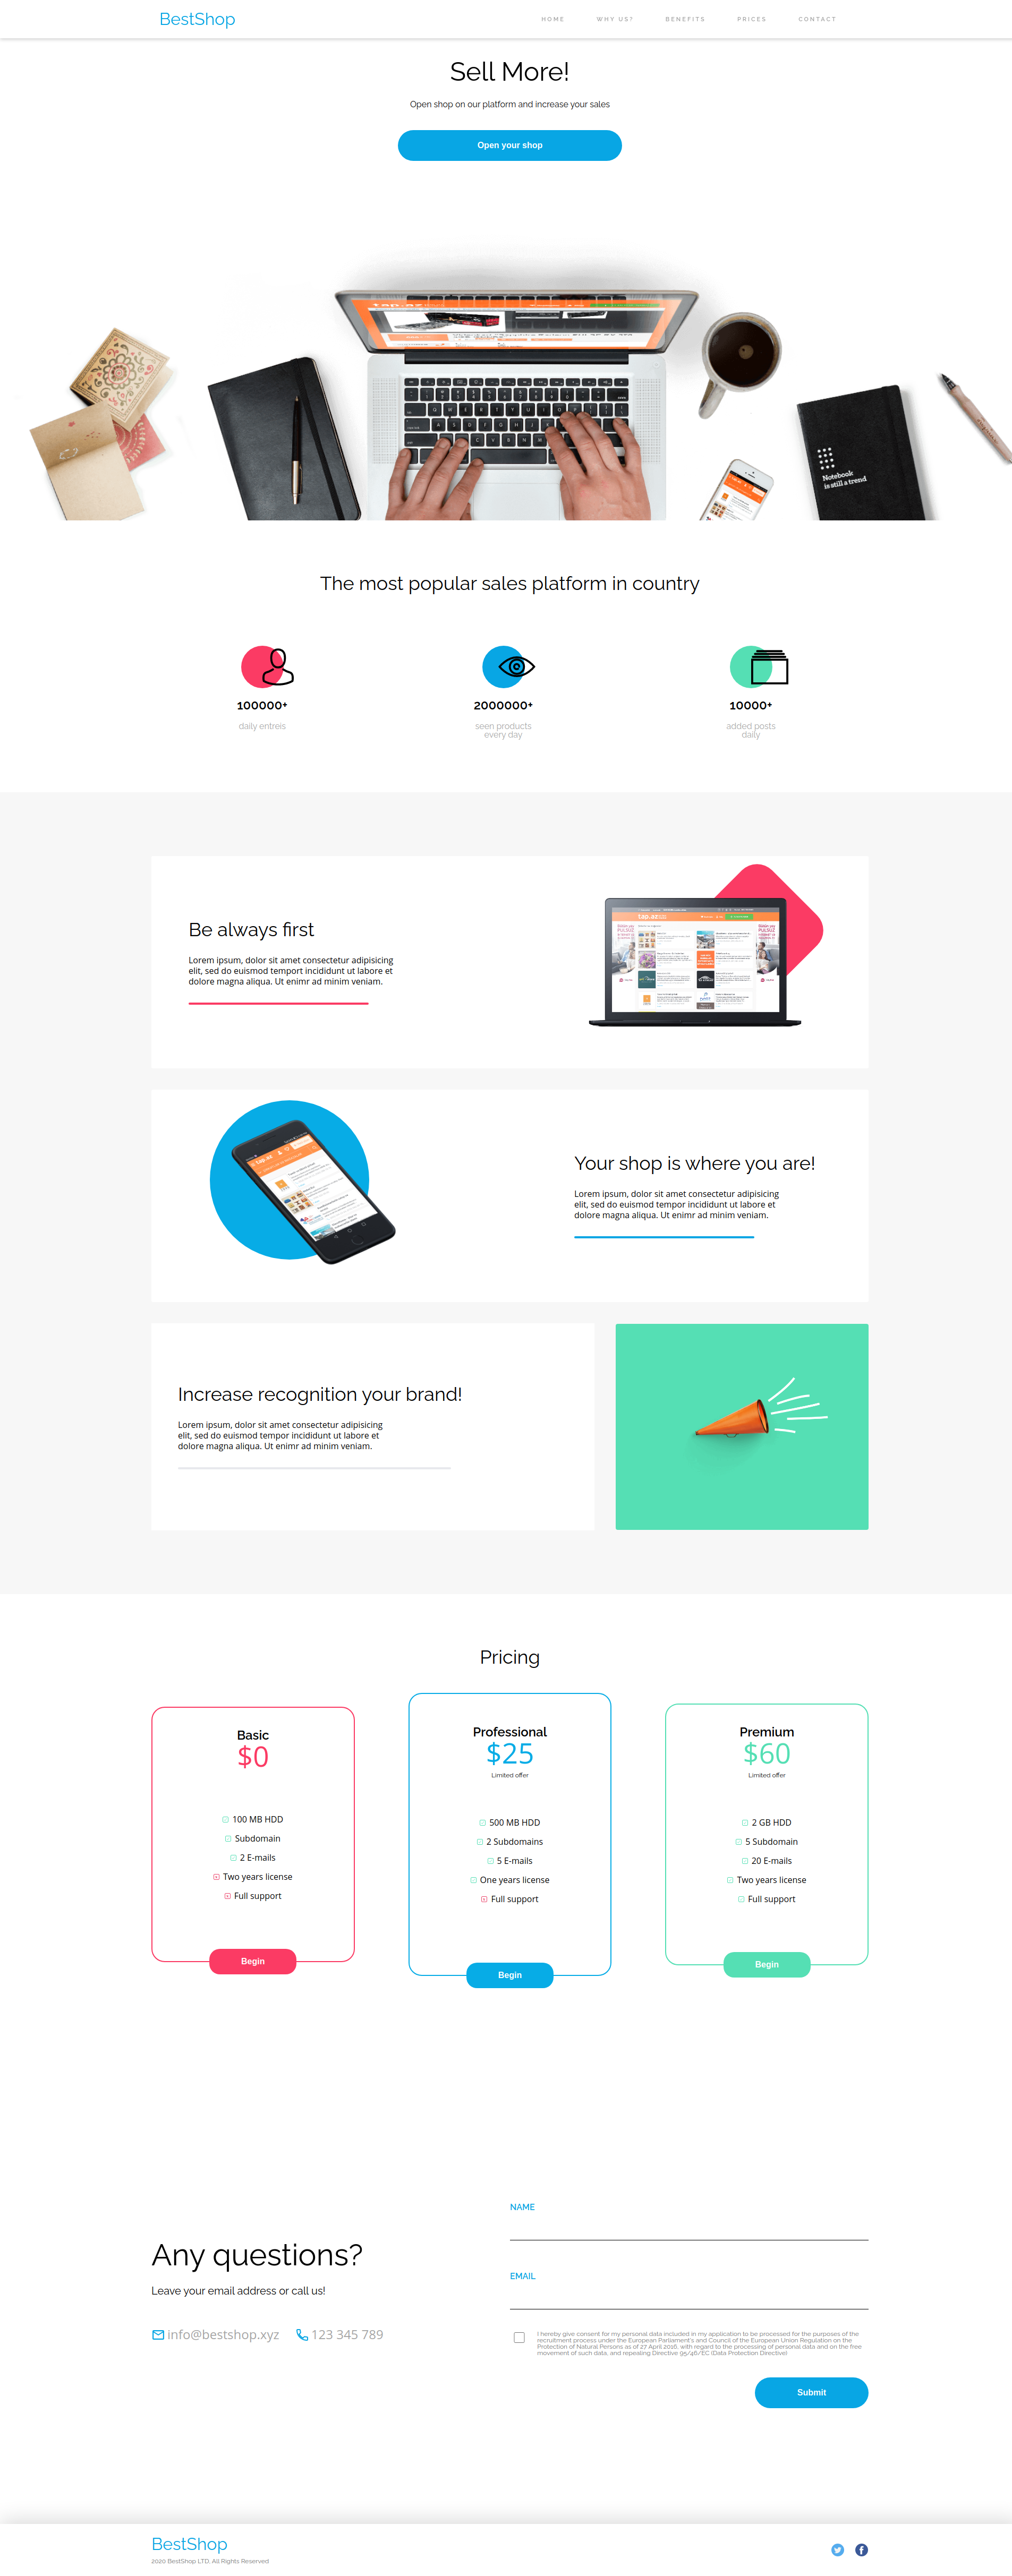 BestShop
HOME WHY US? BENEFITS PRICES CONTACT
Sell More!
Open shop on our platform and increase your sales
Open your shop
tap.az
Notebook
is still a trend
The most popular sales platform in country
100000+
daily entreis
2000000+
seen products
every day
10000+
added posts
daily
Be always first
Lorem ipsum, dolor sit amet consectetur adipisicing
elit, sed do euismod temport incididunt ut labore et
dolore magna aliqua. Ut enimr ad minim veniam.
tap.az
Your shop is where you are!
Lorem ipsum, dolor sit amet consectetur adipisicing
elit, sed do euismod tempor incididunt ut labore et
dolore magna aliqua. Ut enimr ad minim veniam.
tap.az
Increase recognition your brand!
Lorem ipsum, dolor sit amet consectetur adipisicing
elit, sed do euismod tempor incididunt ut labore et
dolore magna aliqua. Ut enimr ad minim veniam.
Pricing
Basic
$0
100 MB HDD
Subdomain
2 E-mails
Two years license
Full support
Begin
Professional
$25
Limited offer
500 MB HDD
2 Subdomains
5 E-mails
One years license
Full support
Begin
Premium
$60
Limited offer
2 GB HDD
5 Subdomain
20 E-mails
Two years license
Full support
Begin
Any questions?
Leave your email address or call us!
info@bestshop.xyz 123 345 789
NAME
EMAIL
I hereby give consent for my personal data included in my application to be processed for the purposes of the
recruitment process under the European Parliament's and Council of the European Union Regulation on the
Protection of Natural Persons as of 27 April 2016, with regard to the processing of personal data and on the free
movement of such data, and repealing Directive 95/46/EC (Data Protection Directive)
Submit
BestShop
2020 BestShop LTD, All Rights Reserved